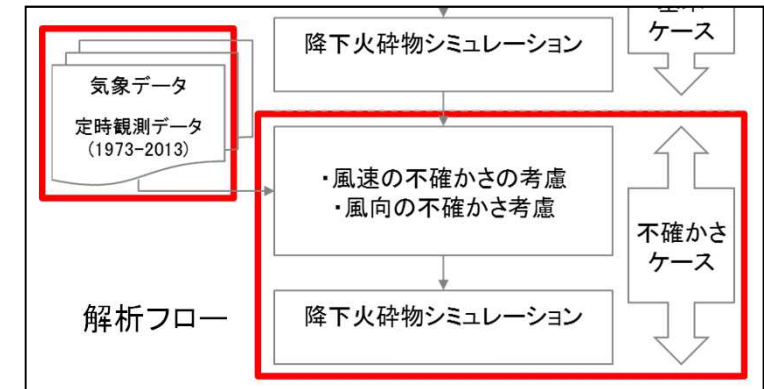 ケース
降下火砕物シミュレーション
気象データ
定時観測データ
(1973-2013)
・風速の不確かさの考慮
・風向の不確かさ考慮
不確かさ
ケース
解析フロー
降下火砕物シミュレーション